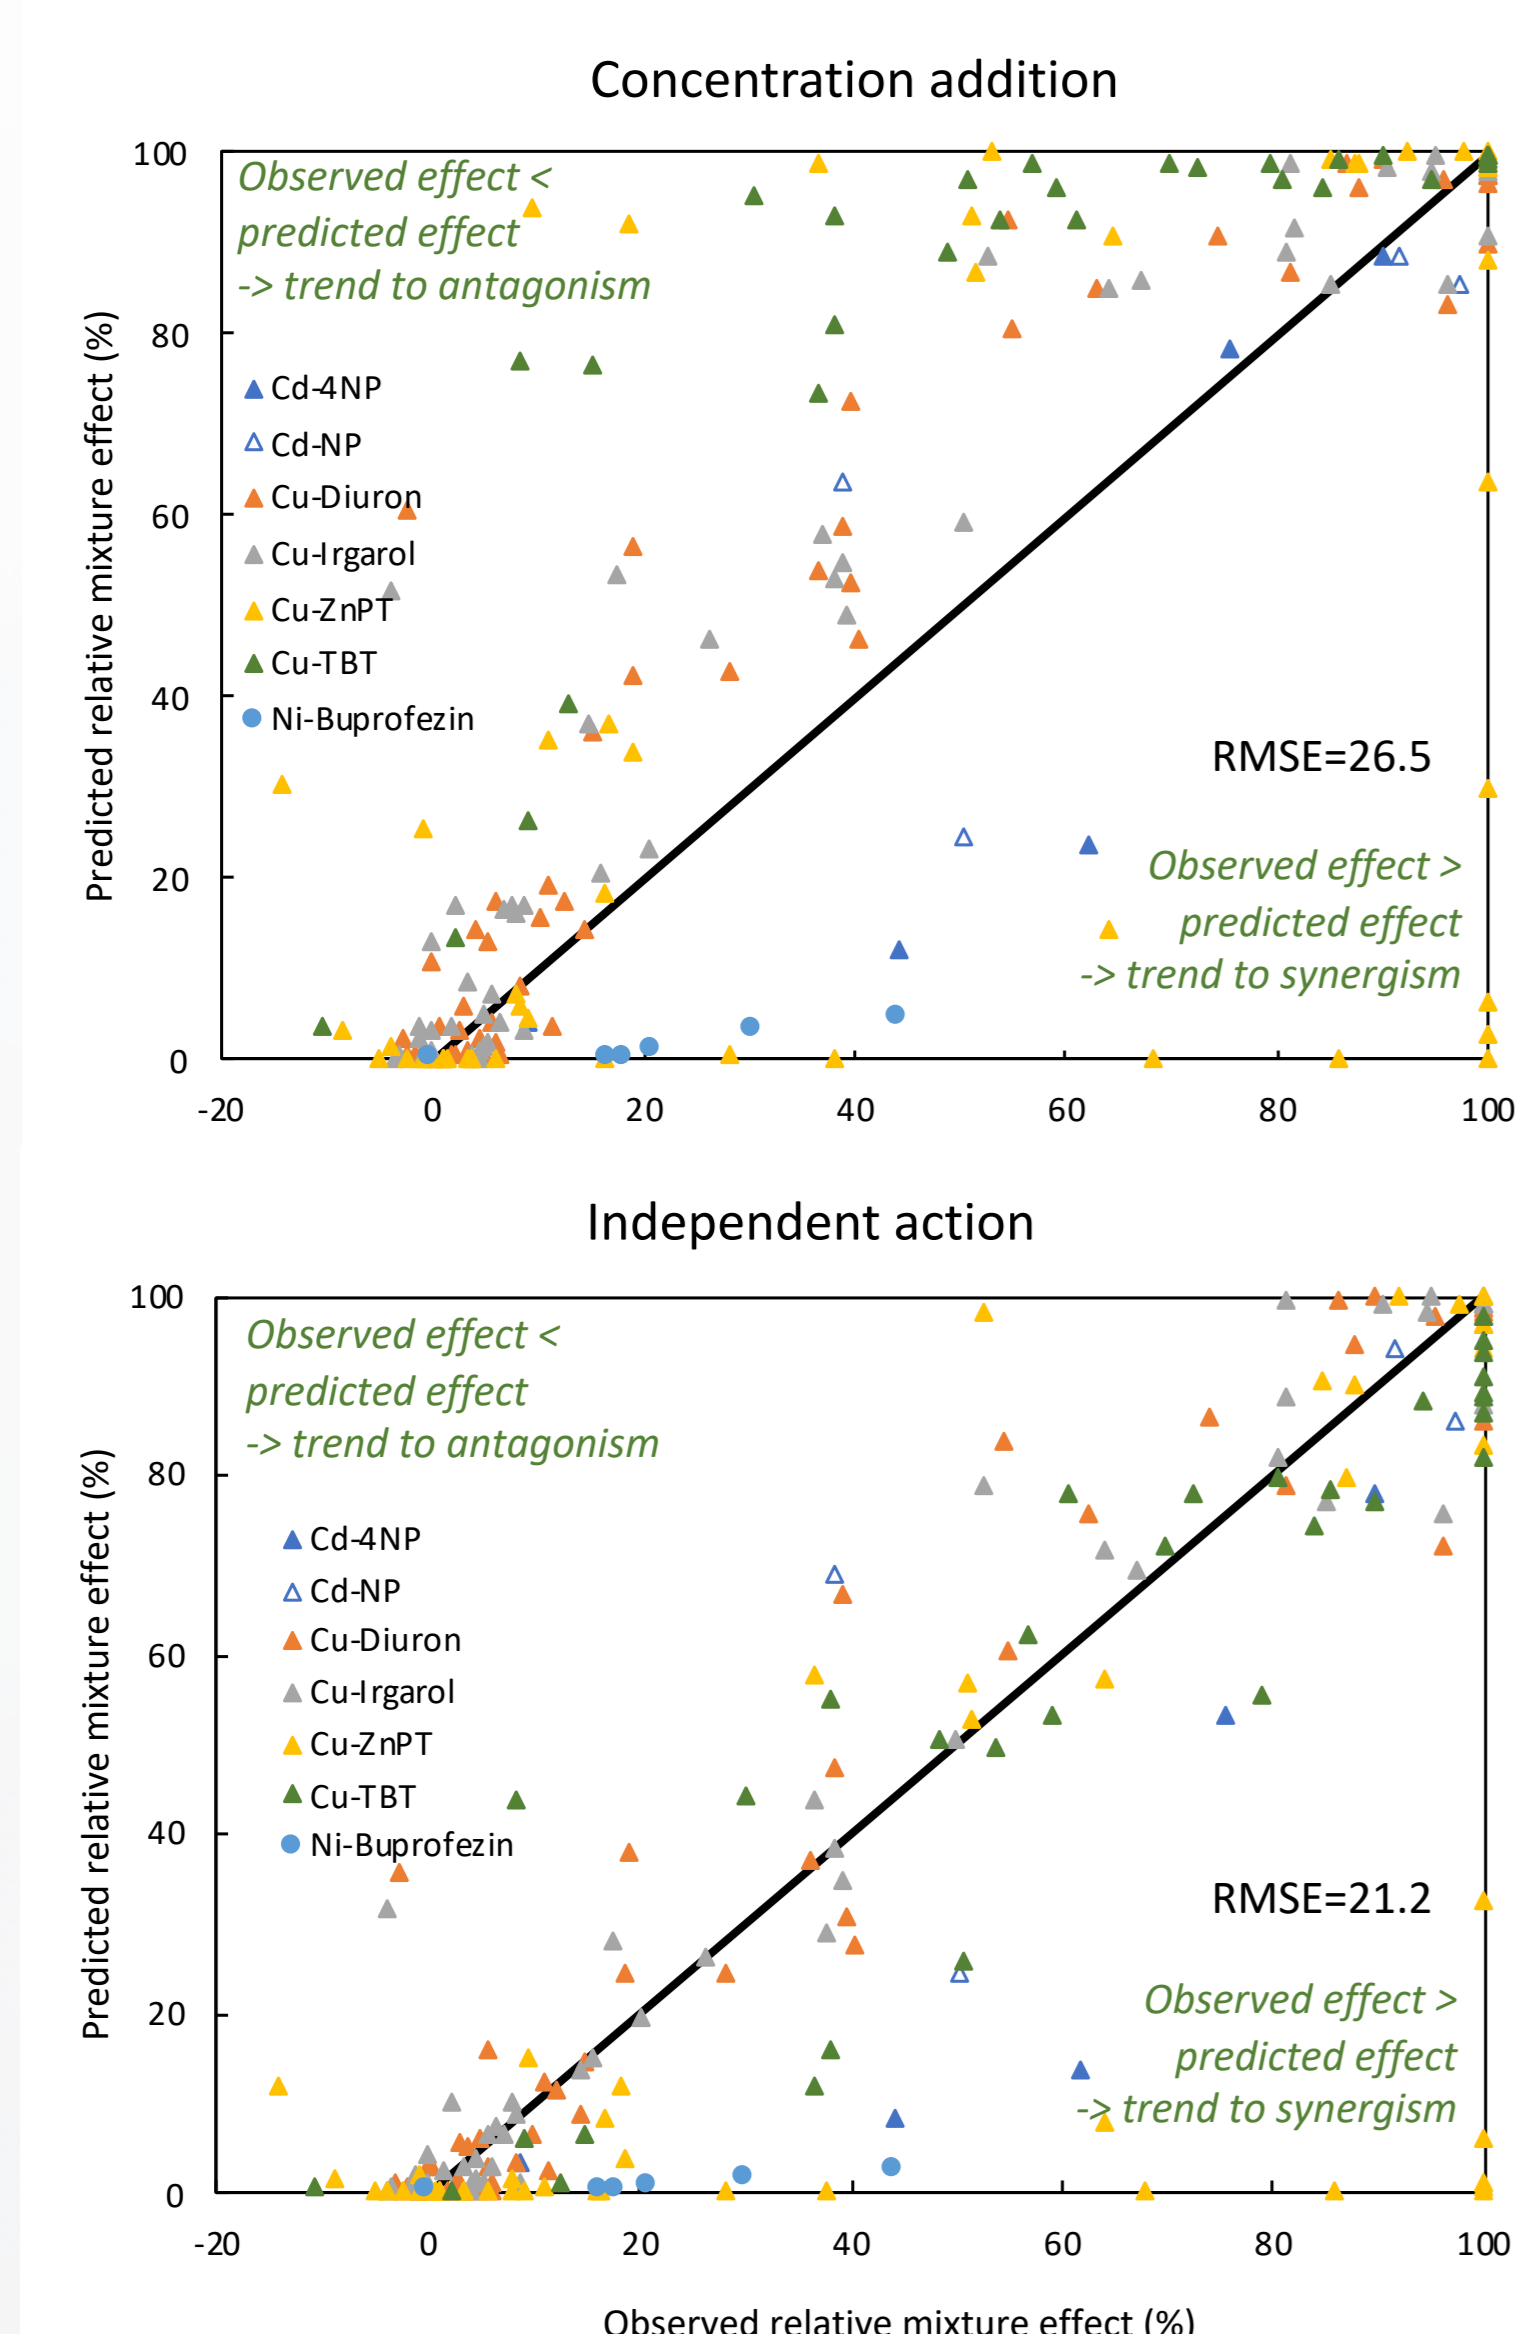 Concentration addition
100
80
60
40
20
0
-20
0
20
40
60
80
100
Predicted relative mixture effect (%)
Observed effect <
predicted effect
-> trend to antagonism
Cd-4NP
Cd-NP
Cu-Diuron
Cu-Irgarol
Cu-ZnPT
Cu-TBT
Ni-Buprofezin
RMSE=26.5
Observed effect >
predicted effect
-> trend to synergism
Independent action
100
80
60
40
20
0
-20
0
20
40
60
80
100
Predicted relative mixture effect (%)
Observed effect <
predicted effect
-> trend to antagonism
Cd-4NP
Cd-NP
Cu-Diuron
Cu-Irgarol
Cu-ZnPT
Cu-TBT
Ni-Buprofezin
RMSE=21.2
Observed effect >
predicted effect
-> trend to synergism
Observed relative mixture effect (%)